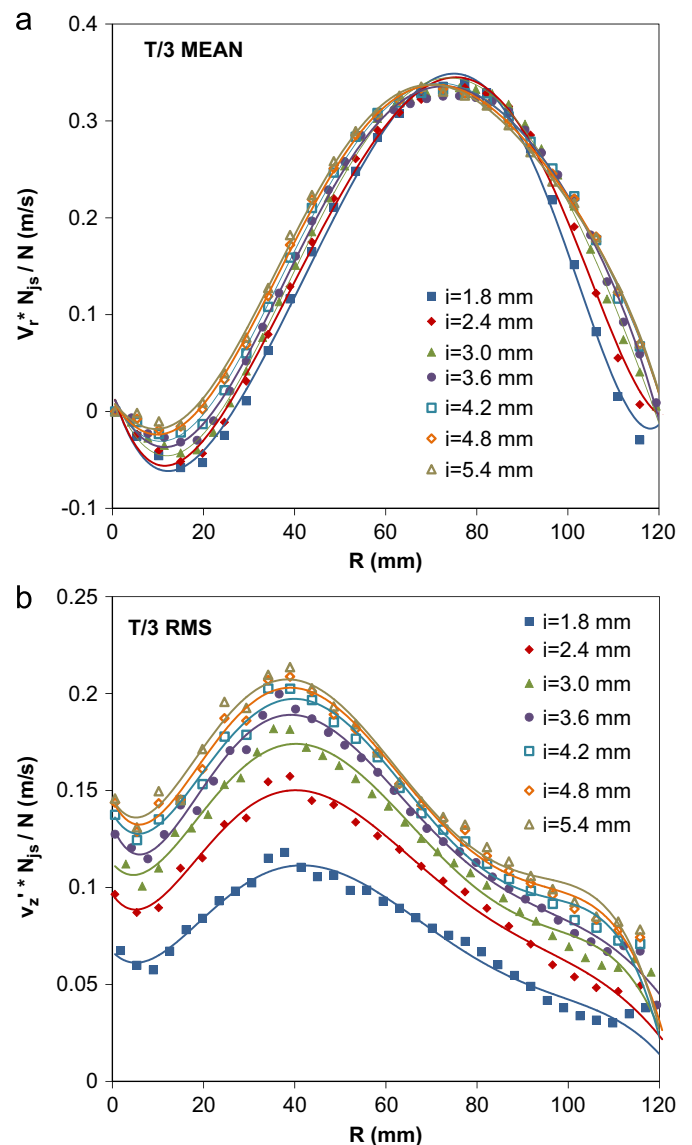 a
T/3 MEAN
0.4
0.3
0.2
0.1
0
-0.1
V_r* N_js / N (m/s)
i=1.8 mm
i=2.4 mm
i=3.0 mm
i=3.6 mm
i=4.2 mm
i=4.8 mm
i=5.4 mm
0 20 40 60 80 100 120
R (mm)
b
T/3 RMS
0.25
0.2
0.15
0.1
0.05
0
v_z' * N_js / N (m/s)
i=1.8 mm
i=2.4 mm
i=3.0 mm
i=3.6 mm
i=4.2 mm
i=4.8 mm
i=5.4 mm
0 20 40 60 80 100 120
R (mm)